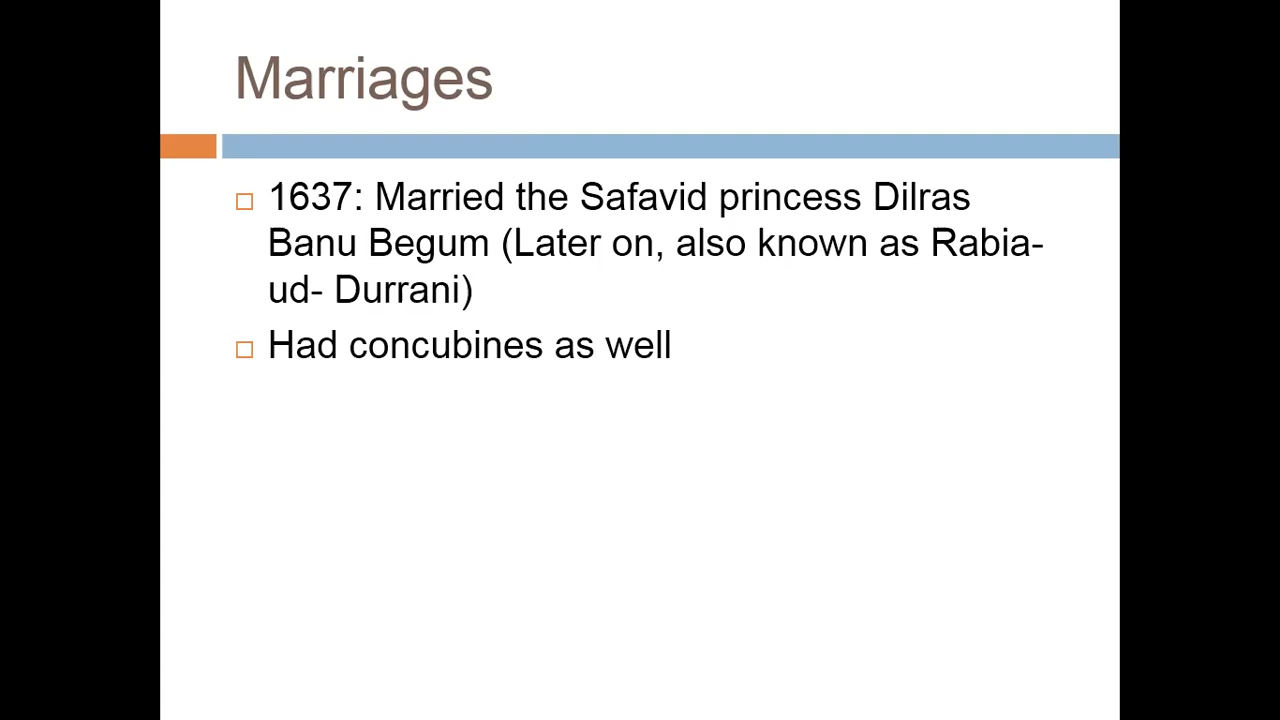 Marriages
1637: Married the Safavid princess Dilras
Banu Begum (Later on, also known as Rabia-
ud- Durrani)
Had concubines as well